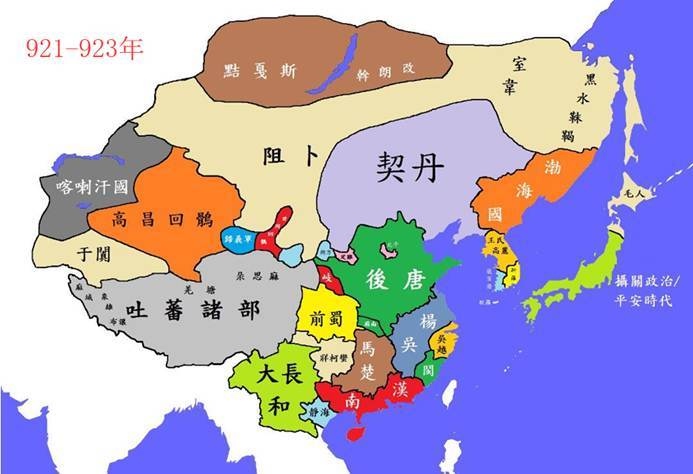 921-923年
黠戛斯
斡朗改
室韋
黑水靺鞨
阻卜
契丹
喀喇汗國
渤海國
高昌回鶻
毛人
歸義軍
王氏高麗
于闐
後唐
朵思麻
羌塘
岐
攝關政治/
平安時代
吐蕃諸部
前蜀
楊吳
吳越
牂柯蠻
馬楚
閩
大長和
南漢
靜海